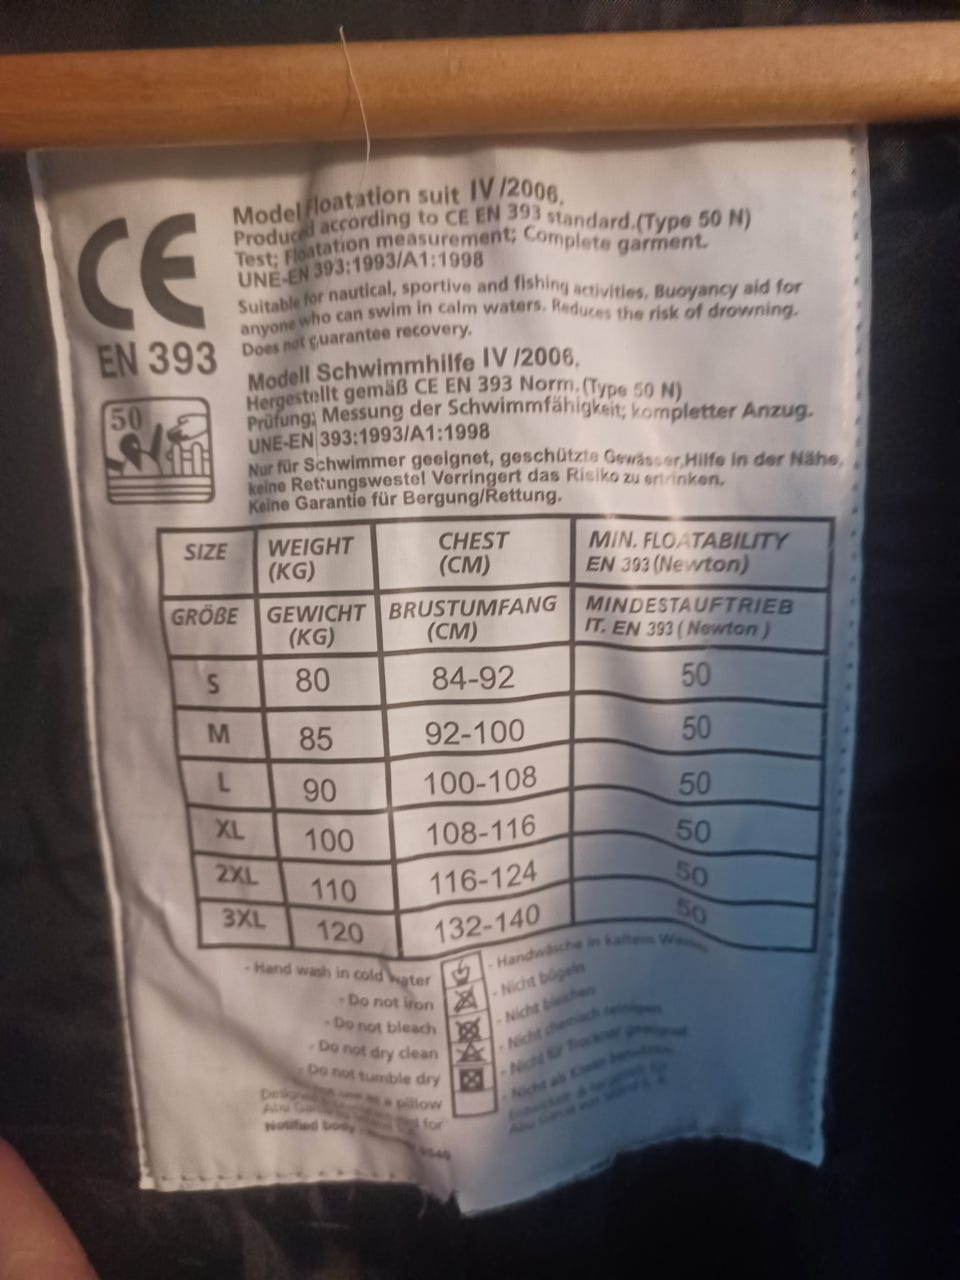 CE
EN 393
50
Model Floatation suit IV/2006.
Produced according to CE EN 393 standard.(Type 50 N)
Test; Floatation measurement; Complete garment.
UNE-EN 393:1993/A1:1998
Suitable for nautical, sportive and fishing activities. Buoyancy aid for
anyone who can swim in calm waters. Reduces the risk of drowning.
Does not guarantee recovery.
Modell Schwimmhilfe IV/2006.
Hergestellt gemäß CE EN 393 Norm.(Type 50 N)
Prüfung; Messung der Schwimmfähigkeit; kompletter Anzug.
UNE-EN 393:1993/A1:1998
Nur für Schwimmer geeignet, geschützte Gewässer,Hilfe in der Nähe,
keine Rettungsweste! Verringert das Risiko zu ertrinken.
Keine Garantie für Bergung/Rettung.
SIZE WEIGHT (KG) CHEST (CM) MIN. FLOATABILITY EN 393(Newton)
GRÖßE GEWICHT (KG) BRUSTUMFANG (CM) MINDESTAUFTRIEB IT. EN 393 ( Newton )
S 80 84-92 50
M 85 92-100 50
L 90 100-108 50
XL 100 108-116 50
2XL 110 116-124 50
3XL 120 132-140 50
- Hand wash in cold water
- Do not iron
- Do not bleach
- Do not dry clean
- Do not tumble dry
as a pillow
for
Notified body
- Handwäsche in kaltem
- Nicht bügeln
- Nicht bleichen
- Nicht chemisch reinigen
- Nicht für Trockner geeignet
- Nicht als Kissen benutzen